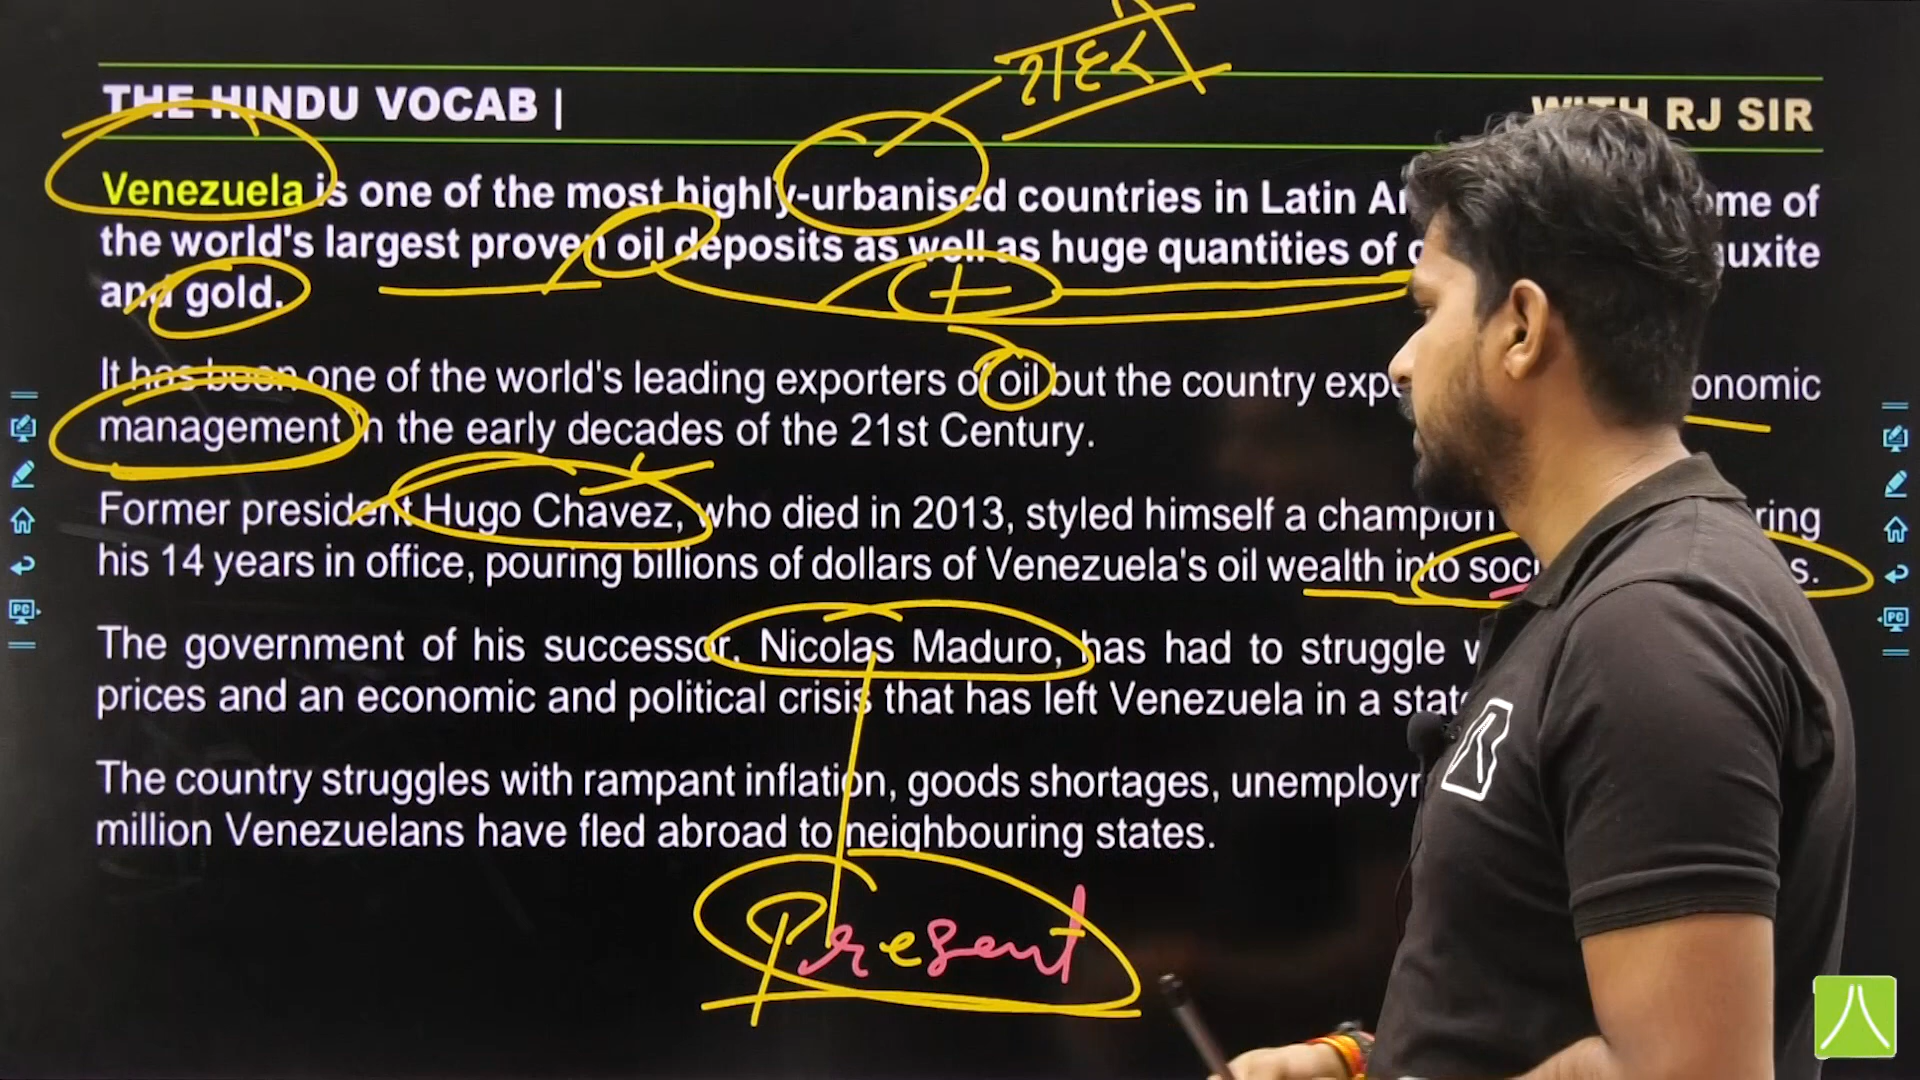 शहर
THE HINDU VOCAB |
WITH RJ SIR
Venezuela is one of the most highly-urbanised countries in Latin
me of
the world's largest proven oil deposits as well as huge quantities of
auxite
and gold.
+
It has been one of the world's leading exporters of oil but the country
onomic
management in the early decades of the 21st Century.
Former president Hugo Chavez, who died in 2013, styled himself a champion
ring
his 14 years in office, pouring billions of dollars of Venezuela's oil wealth into
s.
The government of his successor, Nicolas Maduro, has had to struggle
prices and an economic and political crisis that has left Venezuela in a
The country struggles with rampant inflation, goods shortages,
million Venezuelans have fled abroad to neighbouring states.
Present
PC
PC